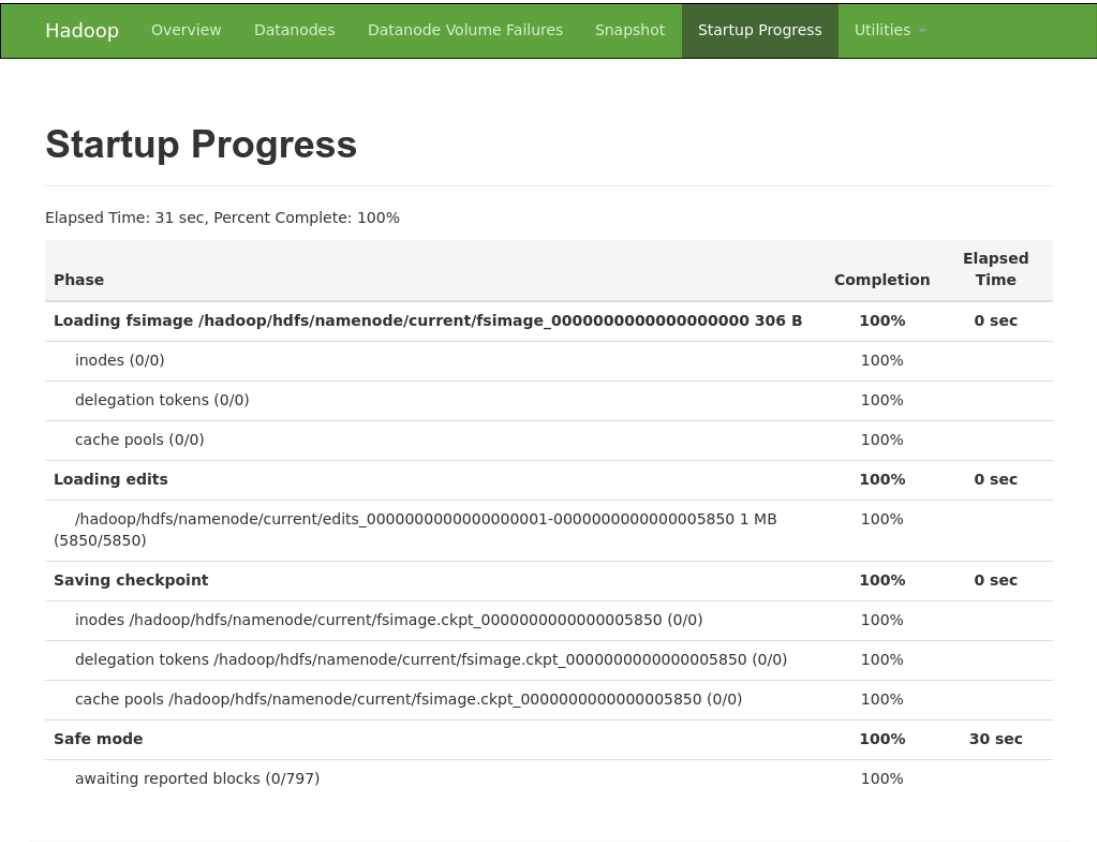 Hadoop Overview Datanodes Datanode Volume Failures Snapshot Startup Progress Utilities
Startup Progress
Elapsed Time: 31 sec, Percent Complete: 100%
Phase Completion Elapsed Time
Loading fsimage /hadoop/hdfs/namenode/current/fsimage_0000000000000000000 306 B 100% 0 sec
inodes (0/0) 100%
delegation tokens (0/0) 100%
cache pools (0/0) 100%
Loading edits 100% 0 sec
/hadoop/hdfs/namenode/current/edits_0000000000000000001-0000000000000005850 1 MB 100%
(5850/5850)
Saving checkpoint 100% 0 sec
inodes /hadoop/hdfs/namenode/current/fsimage.ckpt_0000000000000005850 (0/0) 100%
delegation tokens /hadoop/hdfs/namenode/current/fsimage.ckpt_0000000000000005850 (0/0) 100%
cache pools /hadoop/hdfs/namenode/current/fsimage.ckpt_0000000000000005850 (0/0) 100%
Safe mode 100% 30 sec
awaiting reported blocks (0/797) 100%